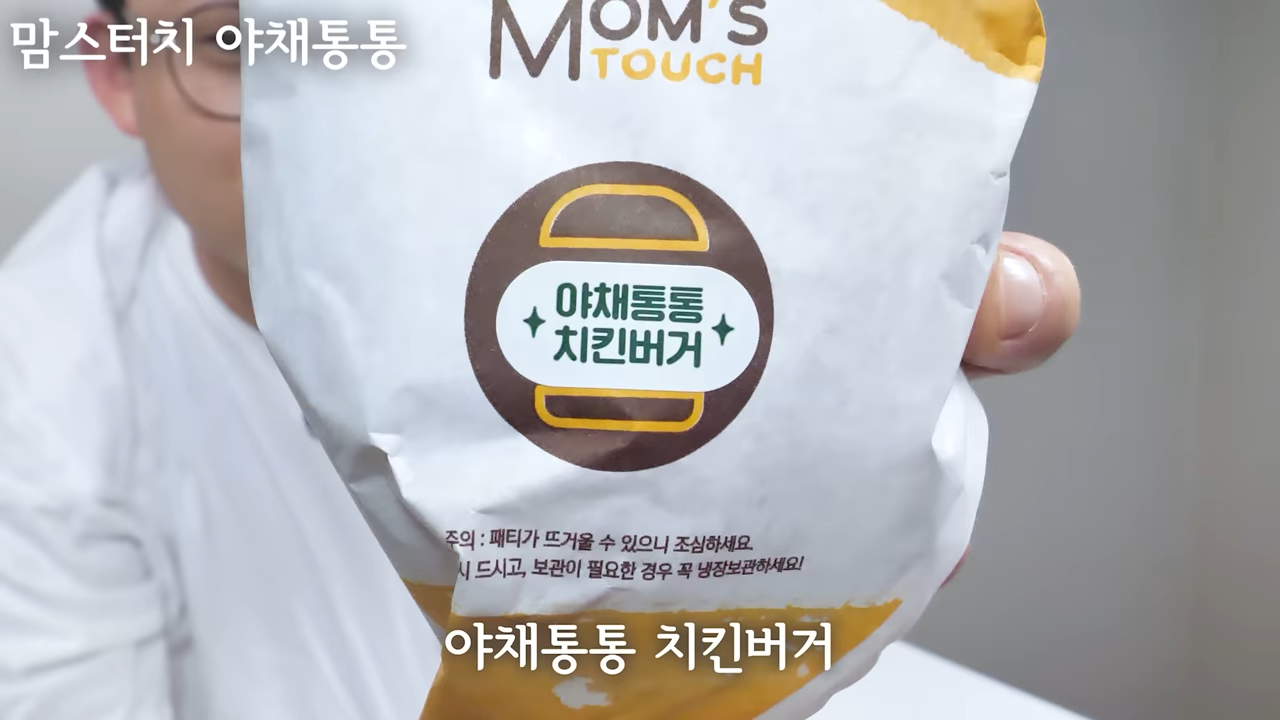 맘스터치 야채통통
MOM'S
TOUCH
야채통통
치킨버거
주의 : 패티가 뜨거울 수 있으니 조심하세요.
시 드시고, 보관이 필요한 경우 꼭 냉장보관하세요!
야채통통 치킨버거